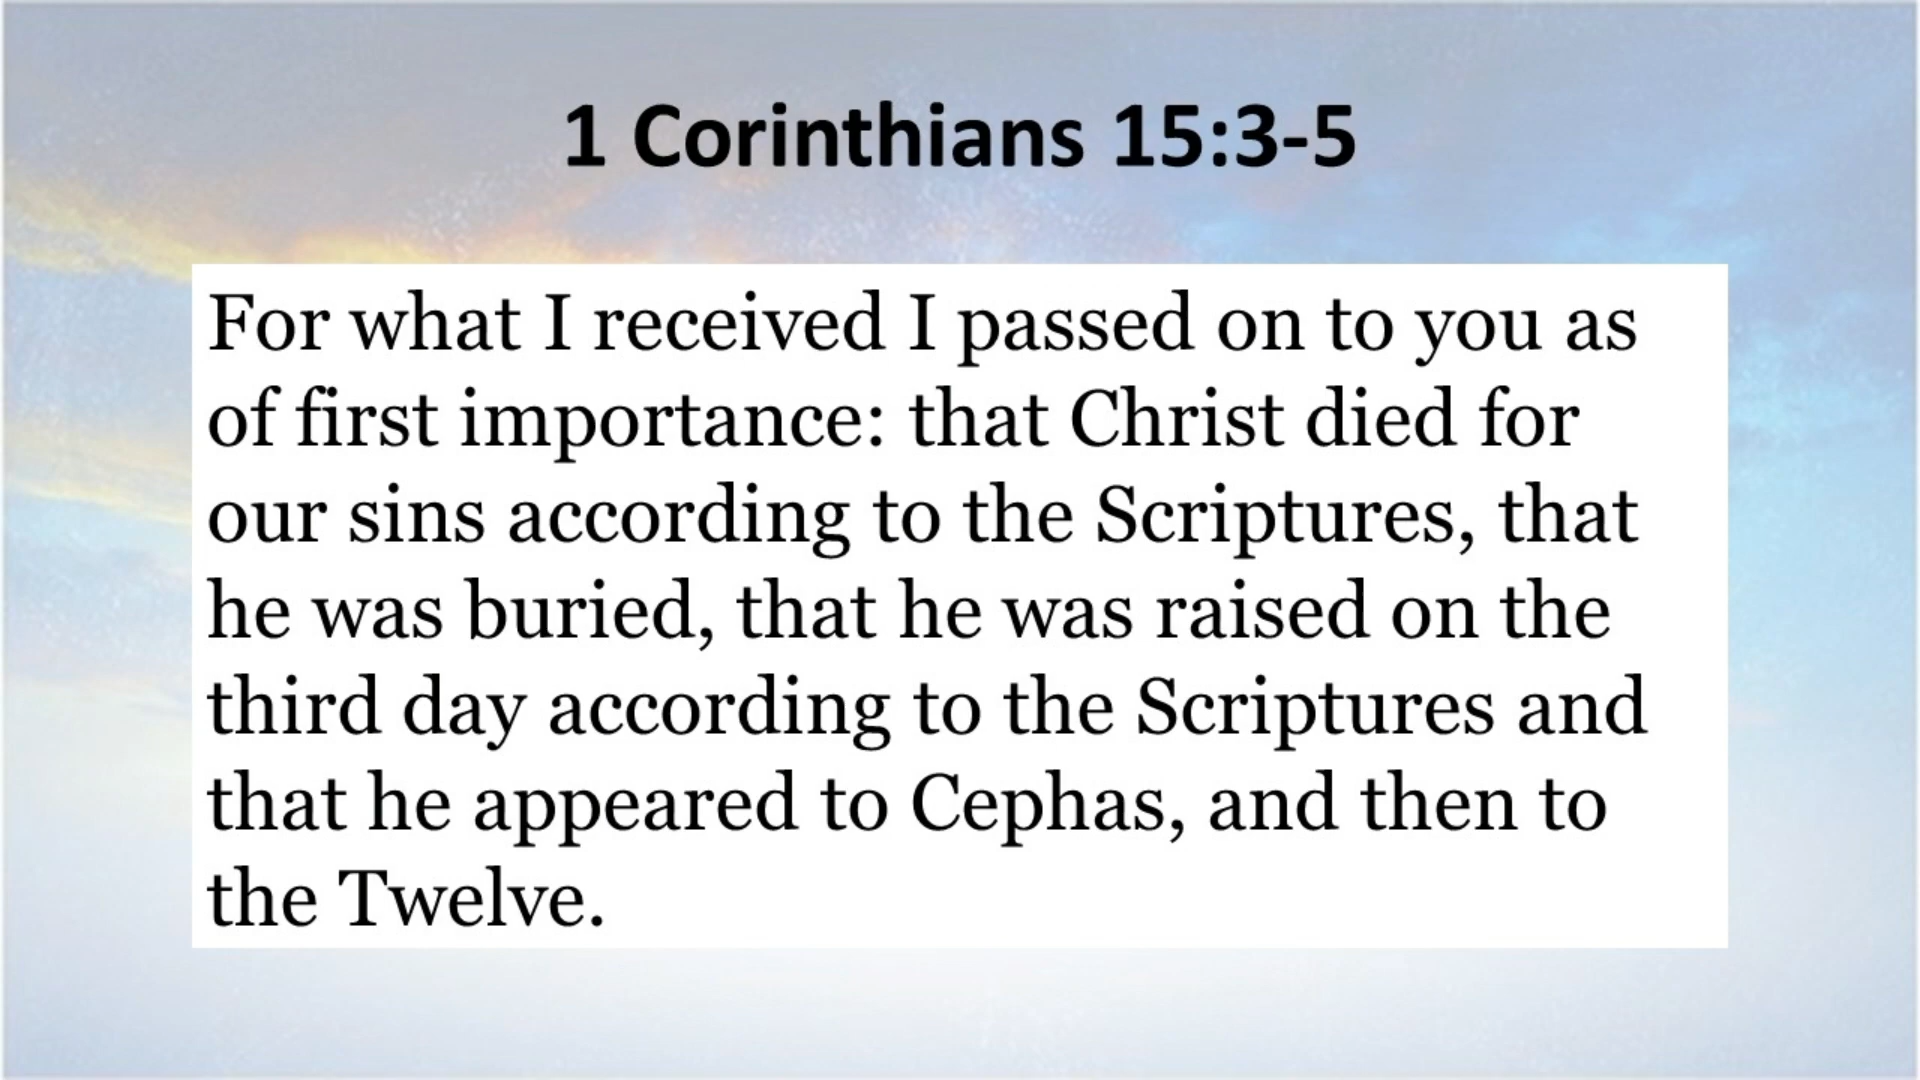 1 Corinthians 15:3-5
For what I received I passed on to you as
of first importance: that Christ died for
our sins according to the Scriptures, that
he was buried, that he was raised on the
third day according to the Scriptures and
that he appeared to Cephas, and then to
the Twelve.